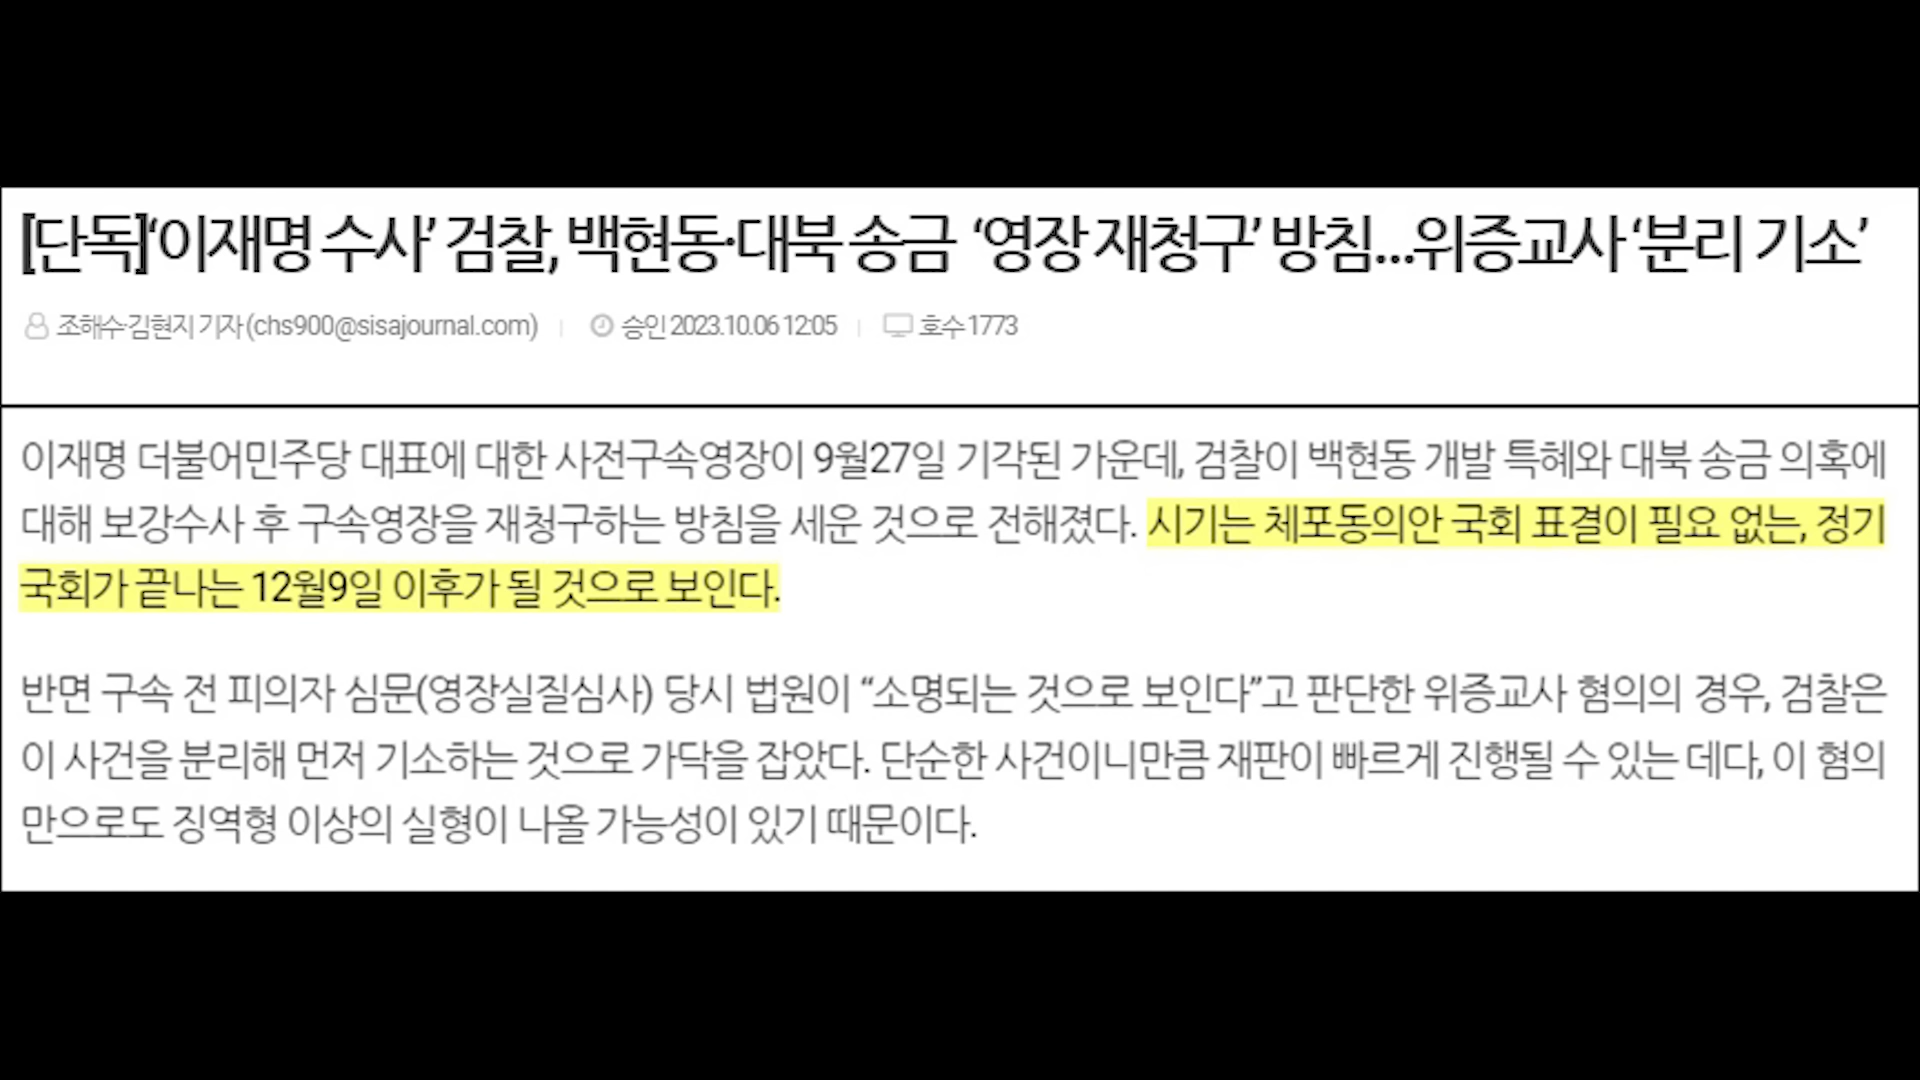 [단독]‘이재명 수사’ 검찰, 백현동·대북 송금 ‘영장 재청구’ 방침…위증교사 ‘분리 기소’
조해수·김현지 기자 (chs900@sisajournal.com) | 승인 2023.10.06 12:05 | 호수 1773
이재명 더불어민주당 대표에 대한 사전구속영장이 9월27일 기각된 가운데, 검찰이 백현동 개발 특혜와 대북 송금 의혹에
대해 보강수사 후 구속영장을 재청구하는 방침을 세운 것으로 전해졌다. 시기는 체포동의안 국회 표결이 필요 없는, 정기
국회가 끝나는 12월9일 이후가 될 것으로 보인다.
반면 구속 전 피의자 심문(영장실질심사) 당시 법원이 “소명되는 것으로 보인다”고 판단한 위증교사 혐의의 경우, 검찰은
이 사건을 분리해 먼저 기소하는 것으로 가닥을 잡았다. 단순한 사건이니만큼 재판이 빠르게 진행될 수 있는 데다, 이 혐의
만으로도 징역형 이상의 실형이 나올 가능성이 있기 때문이다.